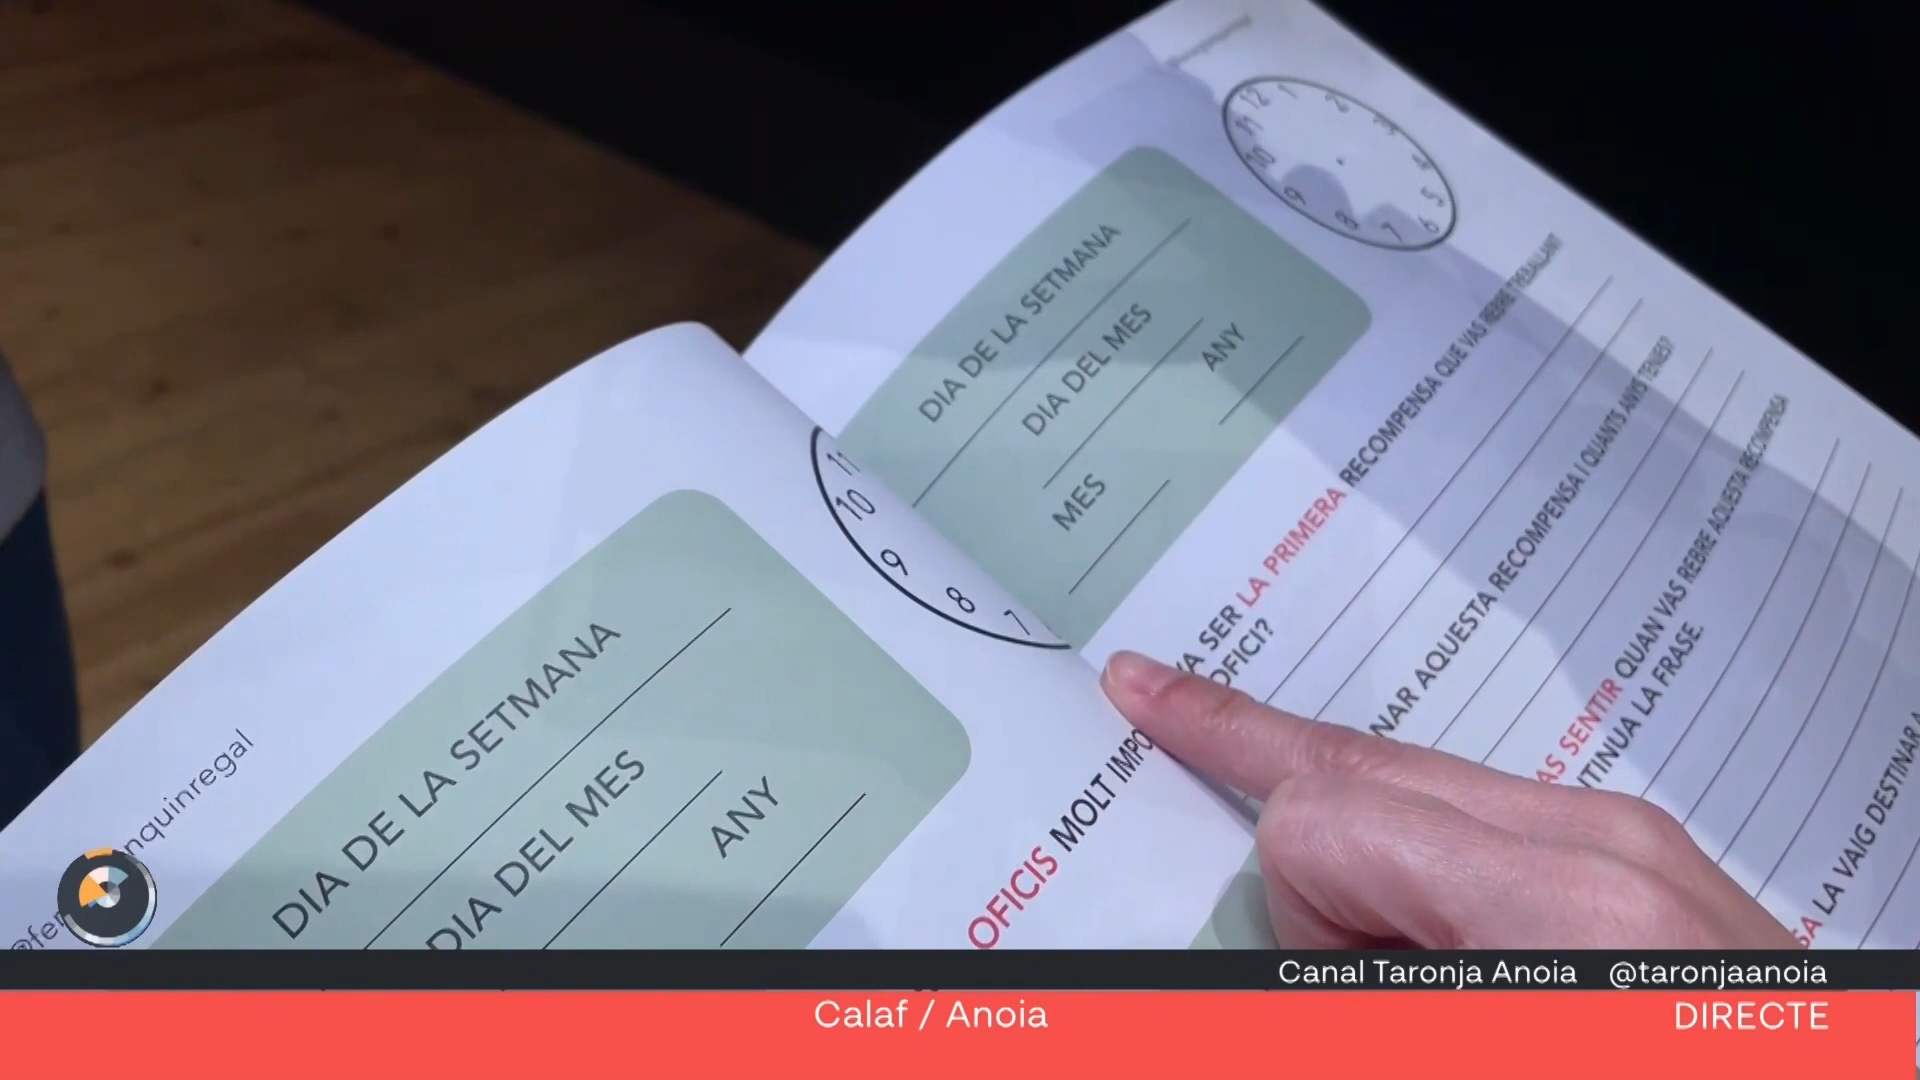 nquinregal
11
10
9
8
7
DIA DE LA SETMANA
DIA DEL MES
ANY
OFICIS MOLT IMPO
12
1
2
3
4
5
6
7
8
9
10
11
DIA DE LA SETMANA
DIA DEL MES
MES ANY
VA SER LA PRIMERA RECOMPENSA QUE VAS REBRE TREBALLANT
OFICI?
NAR AQUESTA RECOMPENSA I QUANTS ANYS TENIES?
AS SENTIR QUAN VAS REBRE AQUESTA RECOMPENSA
NTINUA LA FRASE.
SA LA VAIG DESTINAR A
Canal Taronja Anoia @taronjaanoia
Calaf / Anoia
DIRECTE